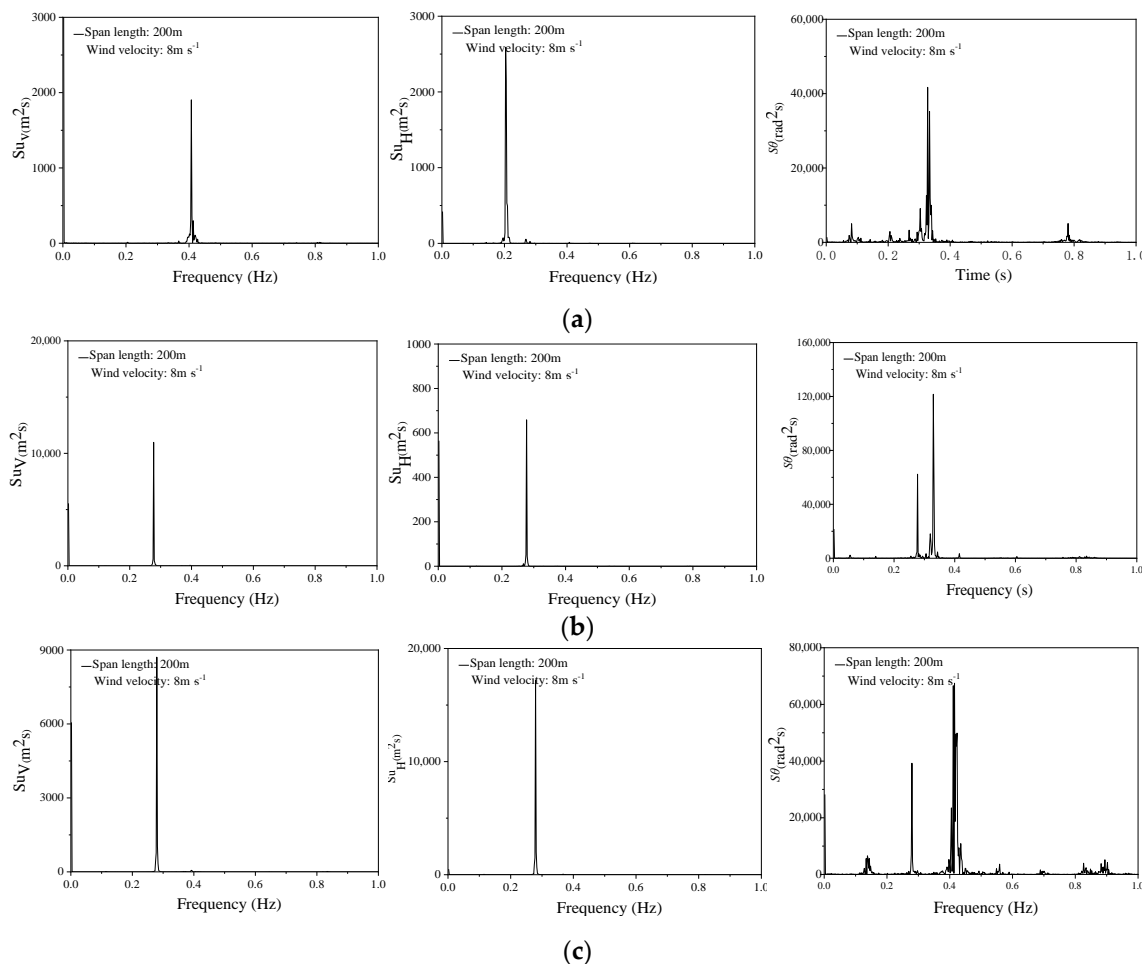 3000
2000
1000
0
Su_V(m²s)
—Span length: 200m
Wind velocity: 8m s⁻¹
0.0 0.2 0.4 0.6 0.8 1.0
Frequency (Hz)
3000
2000
1000
0
Su_H(m²s)
—Span length: 200m
Wind velocity: 8m s⁻¹
0.0 0.2 0.4 0.6 0.8 1.0
Frequency (Hz)
60,000
40,000
20,000
0
Sθ(rad²s)
—Span length: 200m
Wind velocity: 8m s⁻¹
0.0 0.2 0.4 0.6 0.8 1.0
Time (s)
(a)
20,000
10,000
0
Su_V(m²s)
—Span length: 200m
Wind velocity: 8m s⁻¹
0.0 0.2 0.4 0.6 0.8 1.0
Frequency (Hz)
1000
800
600
400
200
0
Su_H(m²s)
—Span length: 200m
Wind velocity: 8m s⁻¹
0.0 0.2 0.4 0.6 0.8 1.0
Frequency (Hz)
160,000
120,000
80,000
40,000
0
Sθ(rad²s)
—Span length: 200m
Wind velocity: 8m s⁻¹
0.0 0.2 0.4 0.6 0.8 1.0
Frequency (s)
(b)
9000
6000
3000
0
Su_V(m²s)
—Span length: 200m
Wind velocity: 8m s⁻¹
0.0 0.2 0.4 0.6 0.8 1.0
Frequency (Hz)
20,000
10,000
0
Su_H(m²s)
—Span length: 200m
Wind velocity: 8m s⁻¹
0.0 0.2 0.4 0.6 0.8 1.0
Frequency (Hz)
80,000
60,000
40,000
20,000
0
Sθ(rad²s)
—Span length: 200m
Wind velocity: 8m s⁻¹
0.0 0.2 0.4 0.6 0.8 1.0
Frequency (Hz)
(c)